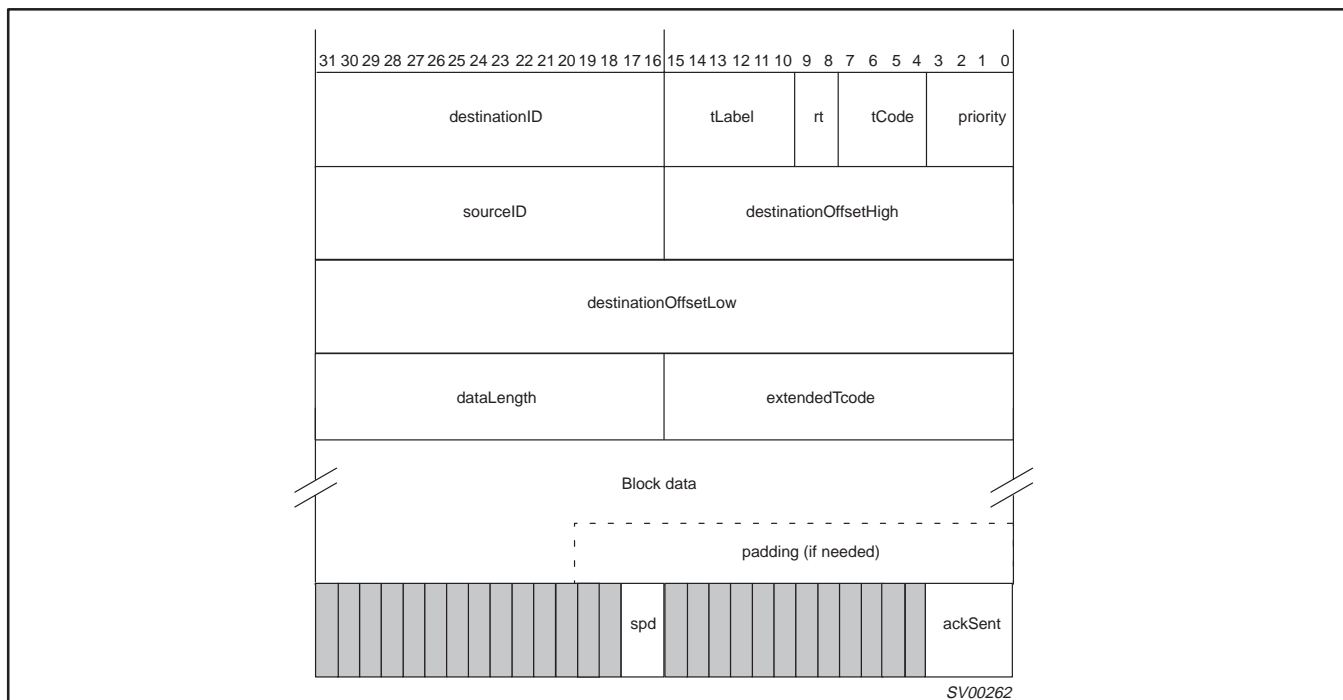 31 30 29 28 27 26 25 24 23 22 21 20 19 18 17 16 15 14 13 12 11 10 9 8 7 6 5 4 3 2 1 0
destinationID tLabel rt tCode priority
sourceID destinationOffsetHigh
destinationOffsetLow
dataLength extendedTcode
Block data
padding (if needed)
spd ackSent
SV00262